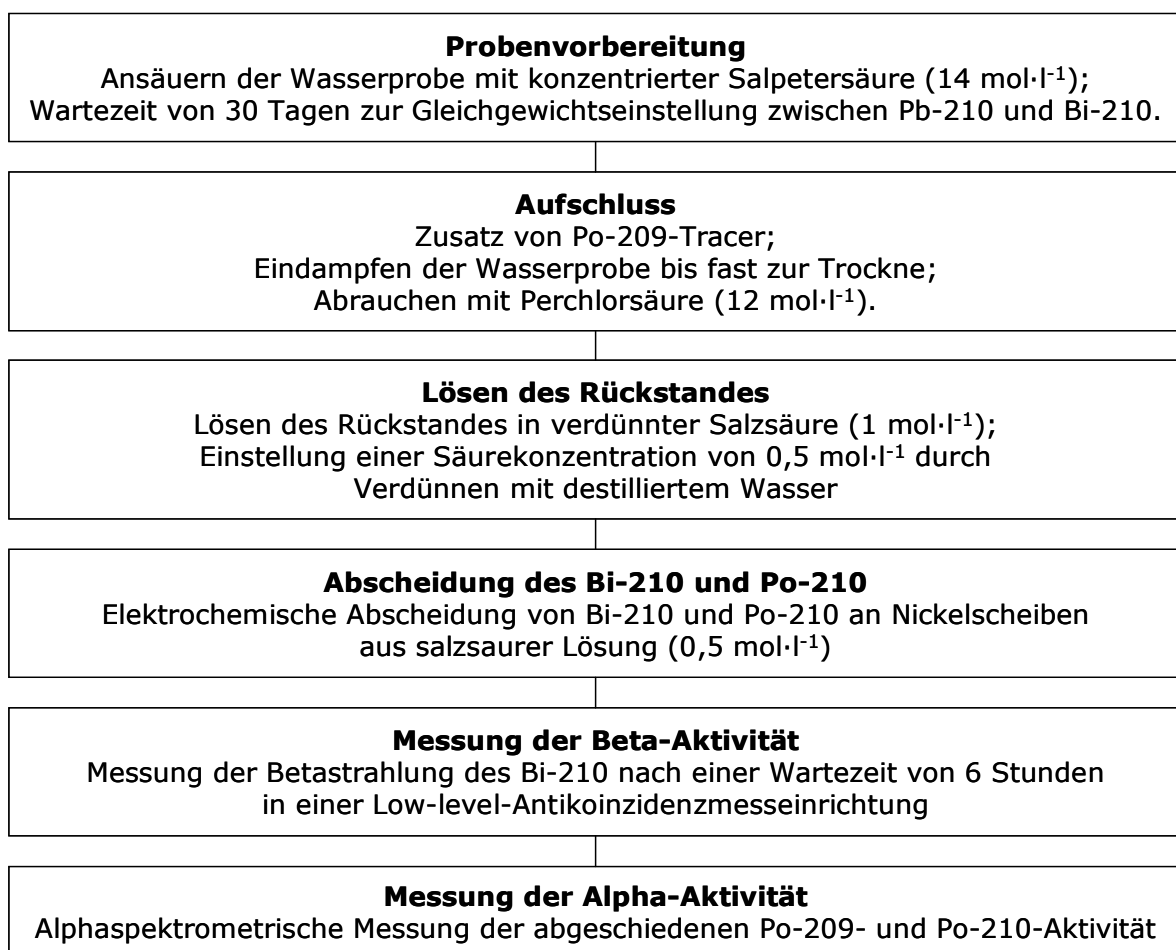 Probenvorbereitung
Ansäuern der Wasserprobe mit konzentrierter Salpetersäure (14 mol·l⁻¹);
Wartezeit von 30 Tagen zur Gleichgewichtseinstellung zwischen Pb-210 und Bi-210.
Aufschluss
Zusatz von Po-209-Tracer;
Eindampfen der Wasserprobe bis fast zur Trockne;
Abrauchen mit Perchlorsäure (12 mol·l⁻¹).
Lösen des Rückstandes
Lösen des Rückstandes in verdünnter Salzsäure (1 mol·l⁻¹);
Einstellung einer Säurekonzentration von 0,5 mol·l⁻¹ durch
Verdünnen mit destilliertem Wasser
Abscheidung des Bi-210 und Po-210
Elektrochemische Abscheidung von Bi-210 und Po-210 an Nickelscheiben
aus salzsaurer Lösung (0,5 mol·l⁻¹)
Messung der Beta-Aktivität
Messung der Betastrahlung des Bi-210 nach einer Wartezeit von 6 Stunden
in einer Low-level-Antikoinzidenzmesseinrichtung
Messung der Alpha-Aktivität
Alphaspektrometrische Messung der abgeschiedenen Po-209- und Po-210-Aktivität